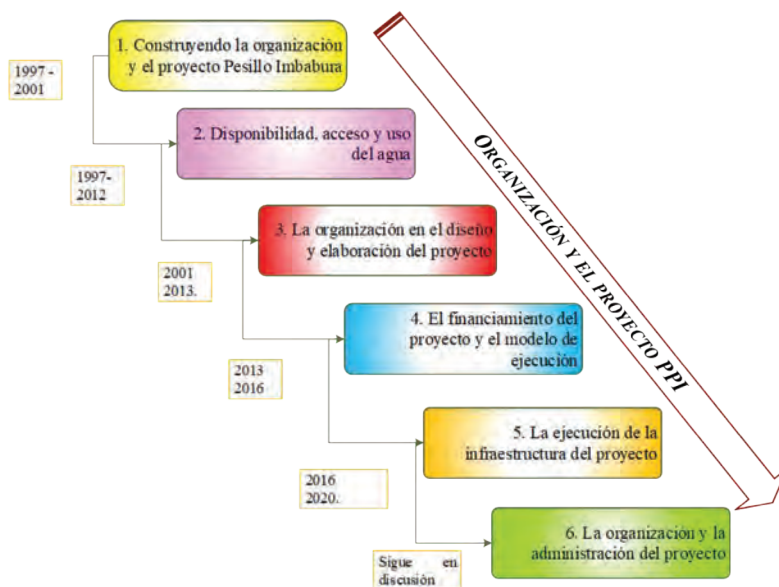 1. Construyendo la organización
y el proyecto Pesillo Imbabura
1997 -
2001
2. Disponibilidad, acceso y uso
del agua
1997-
2012
3. La organización en el diseño
y elaboración del proyecto
2001
2013.
4. El financiamiento del
proyecto y el modelo de
ejecución
2013
2016
5. La ejecución de la
infraestructura del proyecto
2016
2020.
6. La organización y la
administración del proyecto
Sigue en
discusión
ORGANIZACIÓN Y EL PROYECTO PPI